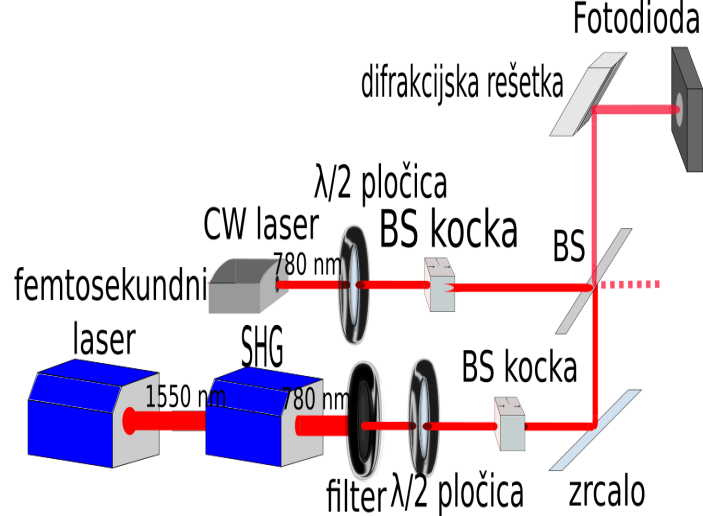 Fotodioda
difrakcijska rešetka
λ/2 pločica
CW laser
BS kocka
BS
780 nm
femtosekundni
laser
SHG
BS kocka
1550 nm
780 nm
filter
λ/2 pločica
zrcalo